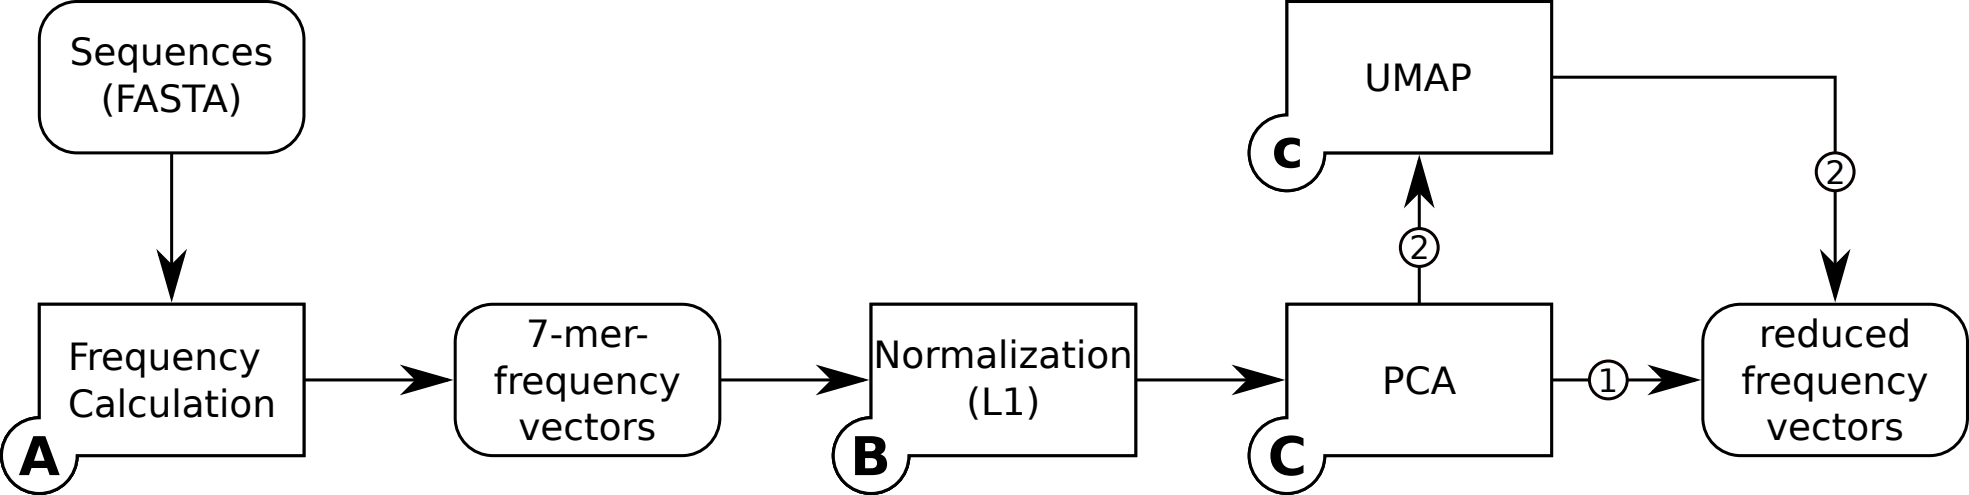 Sequences
(FASTA)
Frequency
Calculation
A
7-mer-
frequency
vectors
Normalization
(L1)
B
PCA
C
2
UMAP
c
1
2
reduced
frequency
vectors